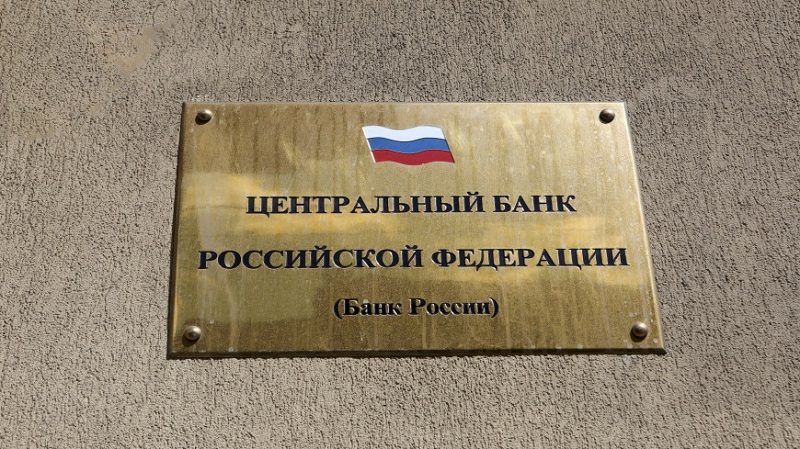 ЦЕНТРАЛЬНЫЙ БАНК
РОССИЙСКОЙ ФЕДЕРАЦИИ
(Банк России)